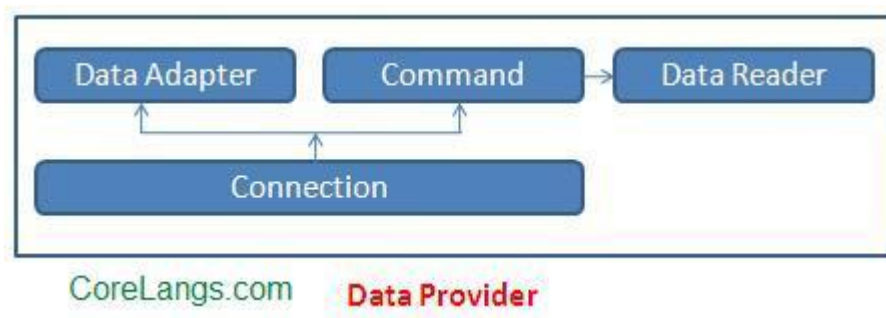 Data Adapter
Command
Data Reader
Connection
CoreLangs.com
Data Provider